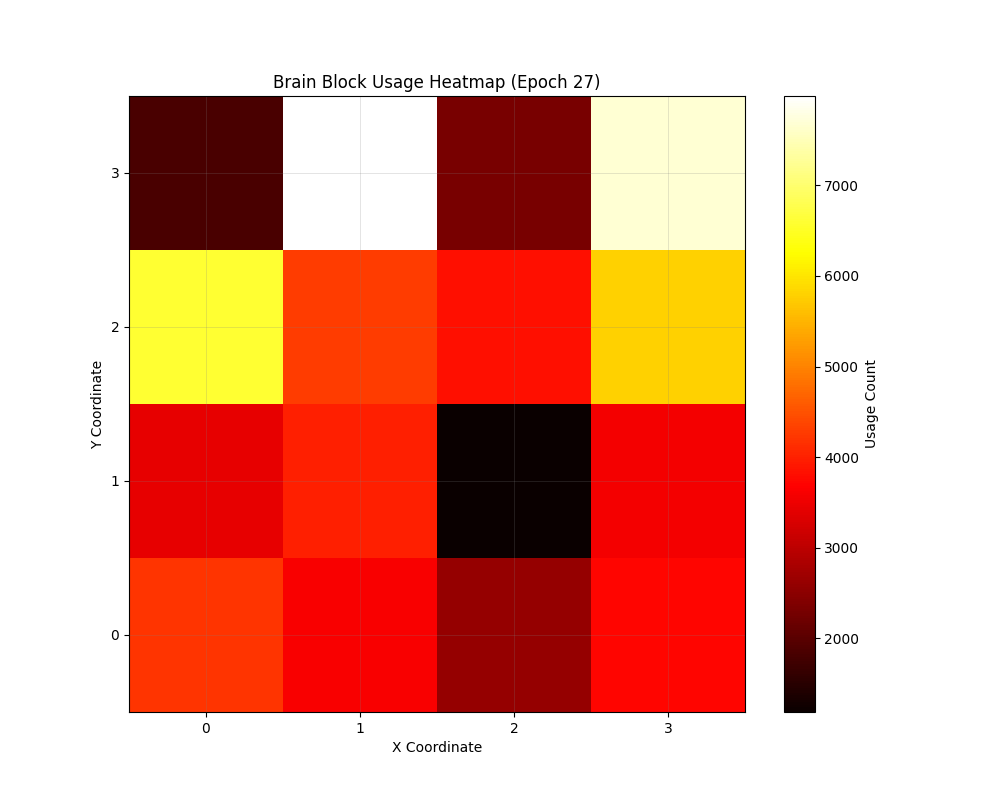 Brain Block Usage Heatmap (Epoch 27)
3
2
1
0
Y Coordinate
0 1 2 3
X Coordinate
7000
6000
5000
4000
3000
2000
Usage Count